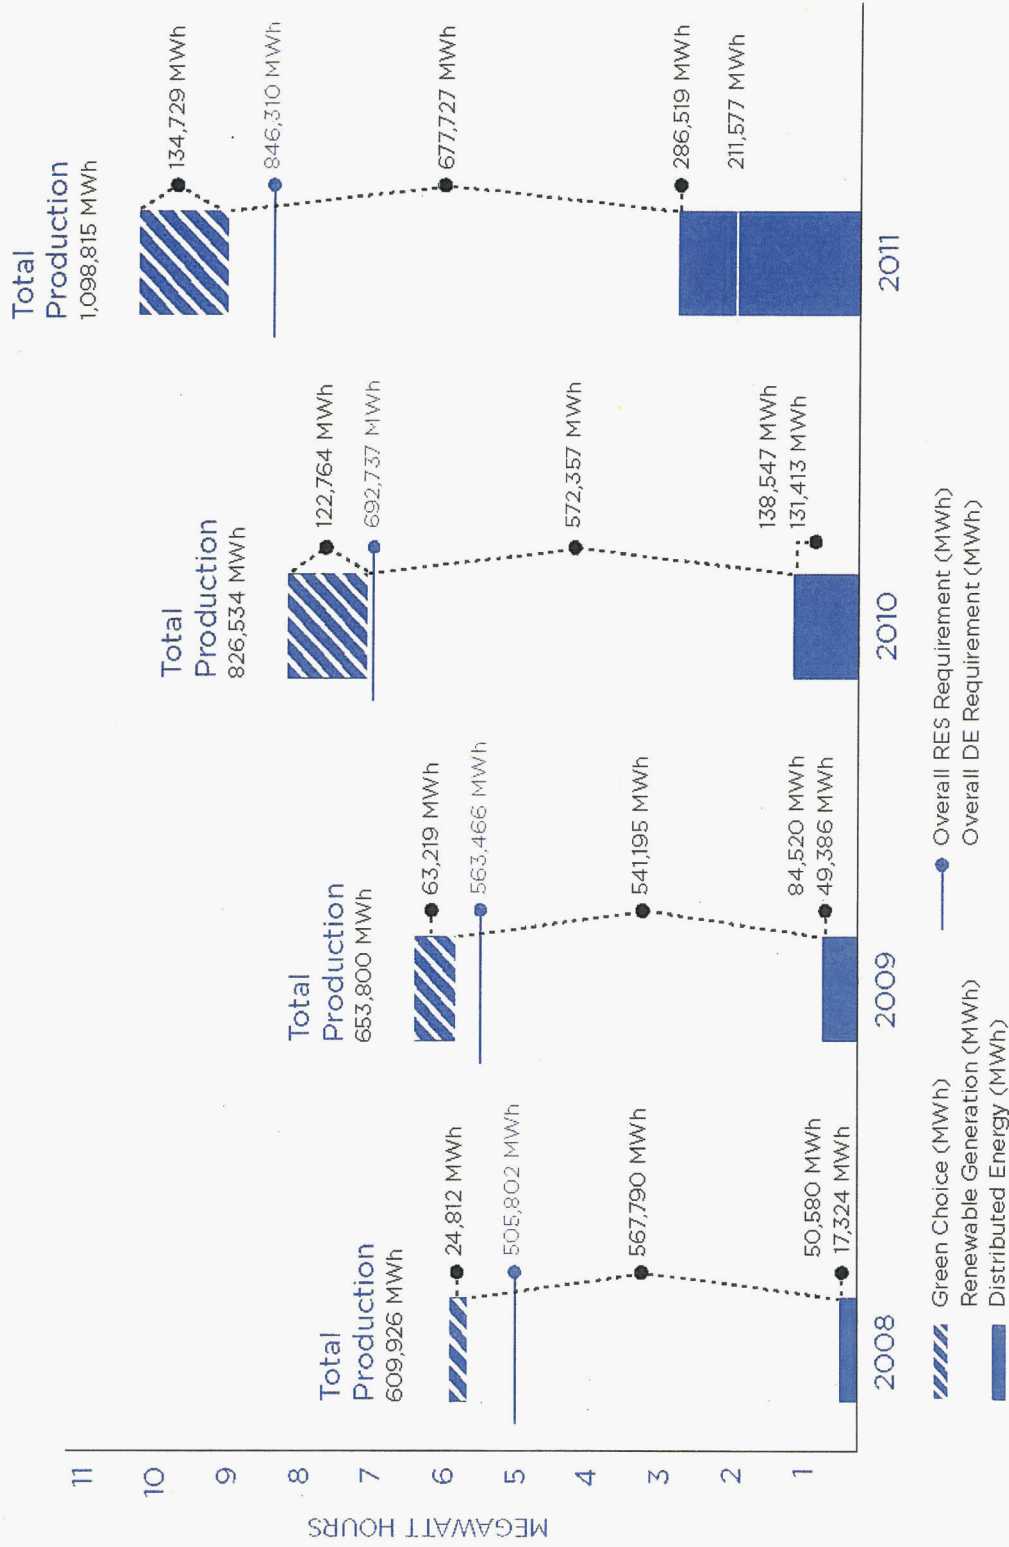 MEGAWATT HOURS
11
10
9
8
7
6
5
4
3
2
1
Total
Production
609,926 MWh
24,812 MWh
505,802 MWh
567,790 MWh
50,580 MWh
17,324 MWh
2008
Total
Production
653,800 MWh
63,219 MWh
563,466 MWh
541,195 MWh
84,520 MWh
49,386 MWh
2009
Total
Production
826,534 MWh
122,764 MWh
692,737 MWh
572,357 MWh
138,547 MWh
131,413 MWh
2010
Total
Production
1,098,815 MWh
134,729 MWh
846,310 MWh
677,727 MWh
286,519 MWh
211,577 MWh
2011
Green Choice (MWh)
Renewable Generation (MWh)
Distributed Energy (MWh)
Overall RES Requirement (MWh)
Overall DE Requirement (MWh)